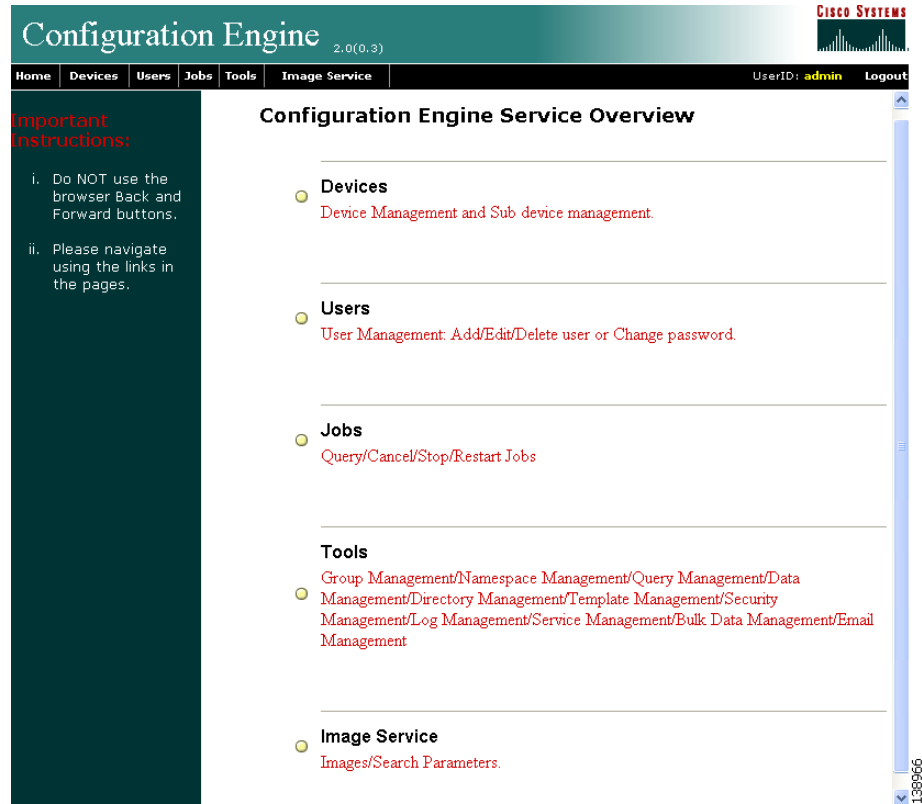 CISCO SYSTEMS
Configuration Engine 2.0(0.3)
Home Devices Users Jobs Tools Image Service UserID: admin Logout
Important
Instructions:
i. Do NOT use the
browser Back and
Forward buttons.
ii. Please navigate
using the links in
the pages.
Configuration Engine Service Overview
Devices
Device Management and Sub device management.
Users
User Management: Add/Edit/Delete user or Change password.
Jobs
Query/Cancel/Stop/Restart Jobs
Tools
Group Management/Namespace Management/Query Management/Data
Management/Directory Management/Template Management/Security
Management/Log Management/Service Management/Bulk Data Management/Email
Management
Image Service
Images/Search Parameters.
138966